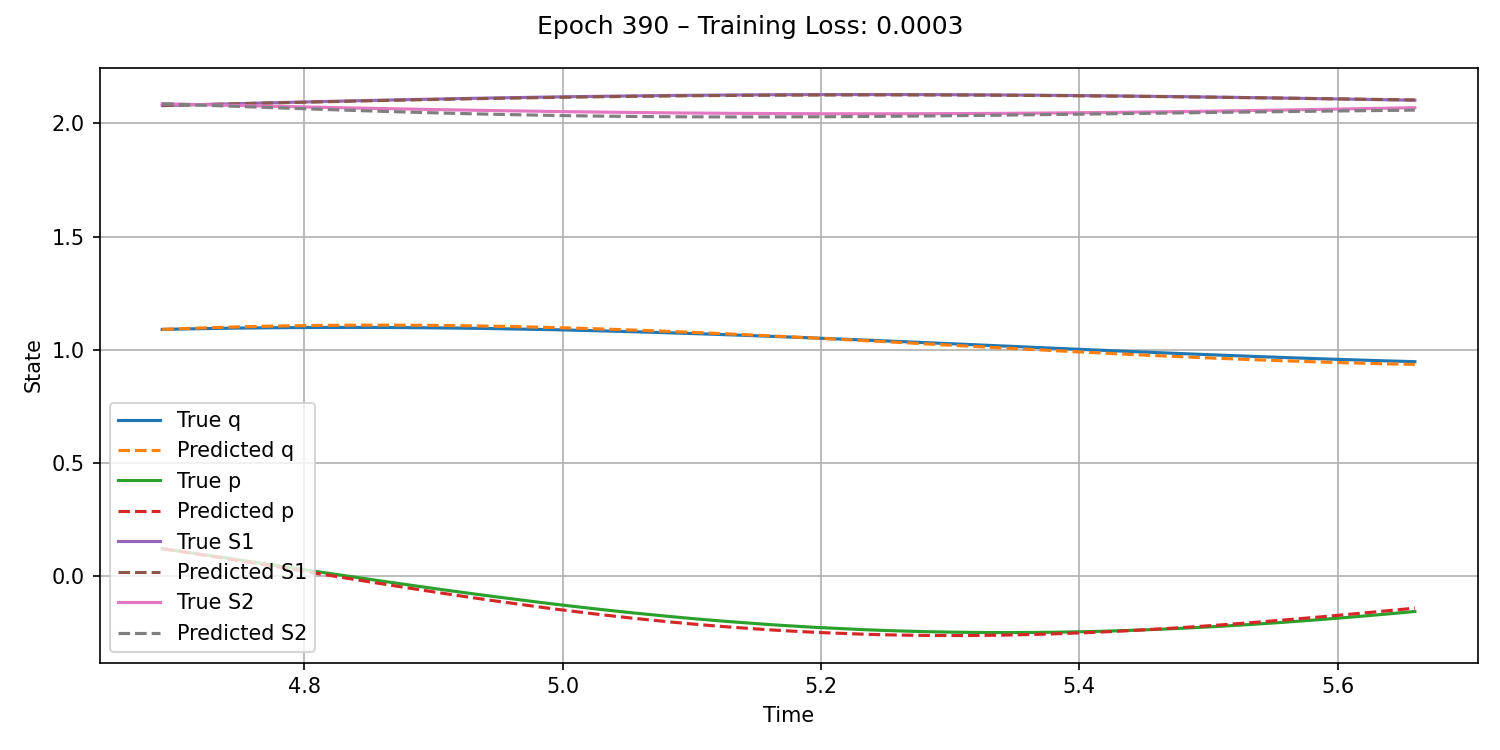 Epoch 390 – Training Loss: 0.0003
2.0
1.5
1.0
0.5
0.0
State
True q
Predicted q
True p
Predicted p
True S1
Predicted S1
True S2
Predicted S2
4.8
5.0
5.2
5.4
5.6
Time